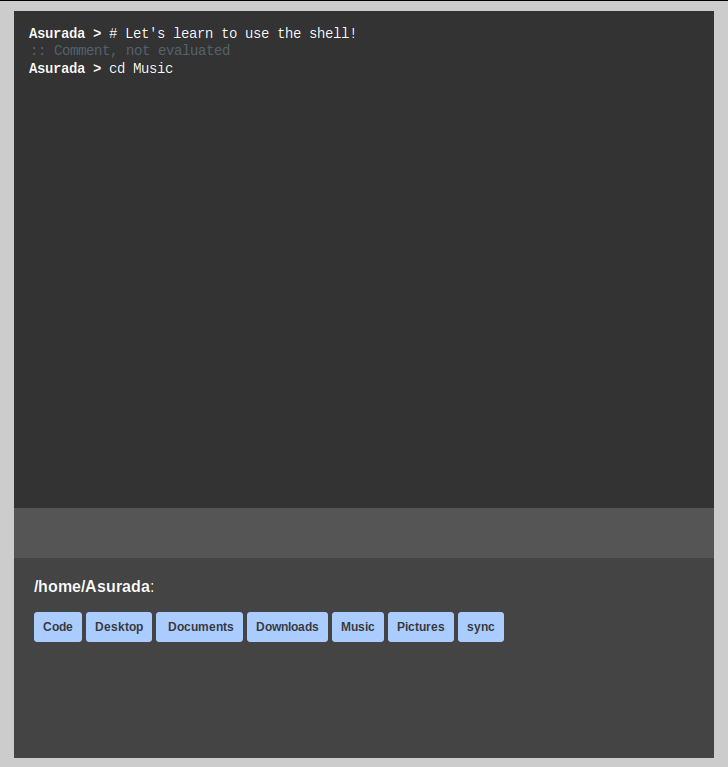 Asurada > # Let's learn to use the shell!
:: Comment, not evaluated
Asurada > cd Music
/home/Asurada:
Code Desktop Documents Downloads Music Pictures sync